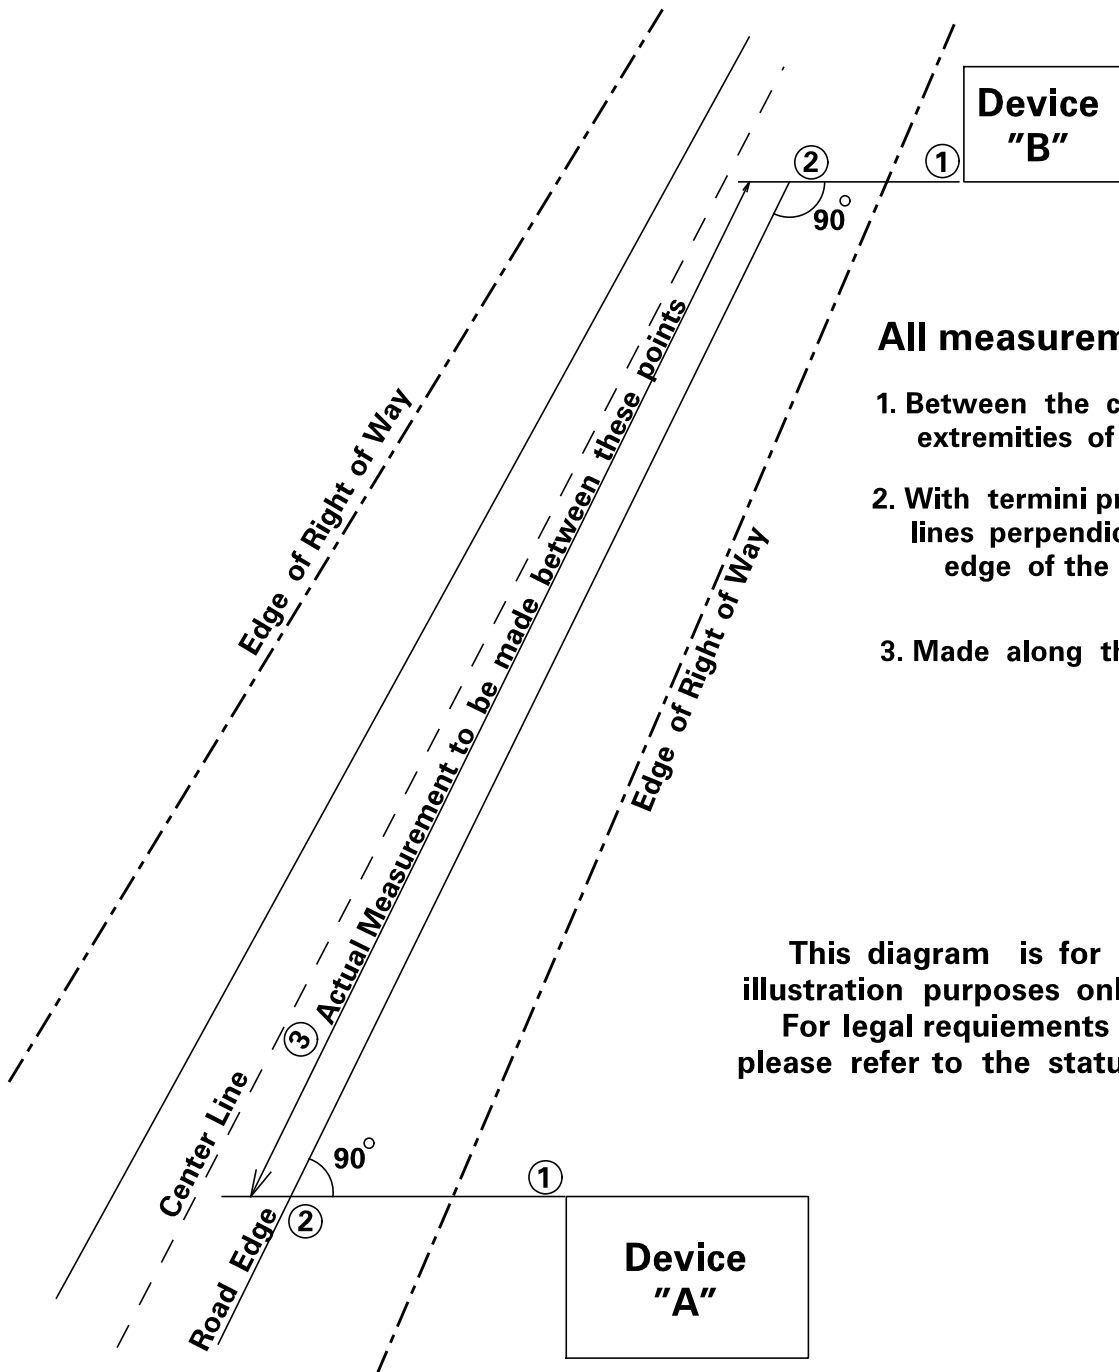 Device
"B"
2
1
90°
All measurem
1. Between the c
extremities of
2. With termini pr
lines perpendic
edge of the
3. Made along th
Edge of Right of Way
Actual Measurement to be made between these points
3
Edge of Right of Way
This diagram is for
illustration purposes onl
For legal requiements
please refer to the statu
Center Line
Road Edge
90°
1
2
Device
"A"